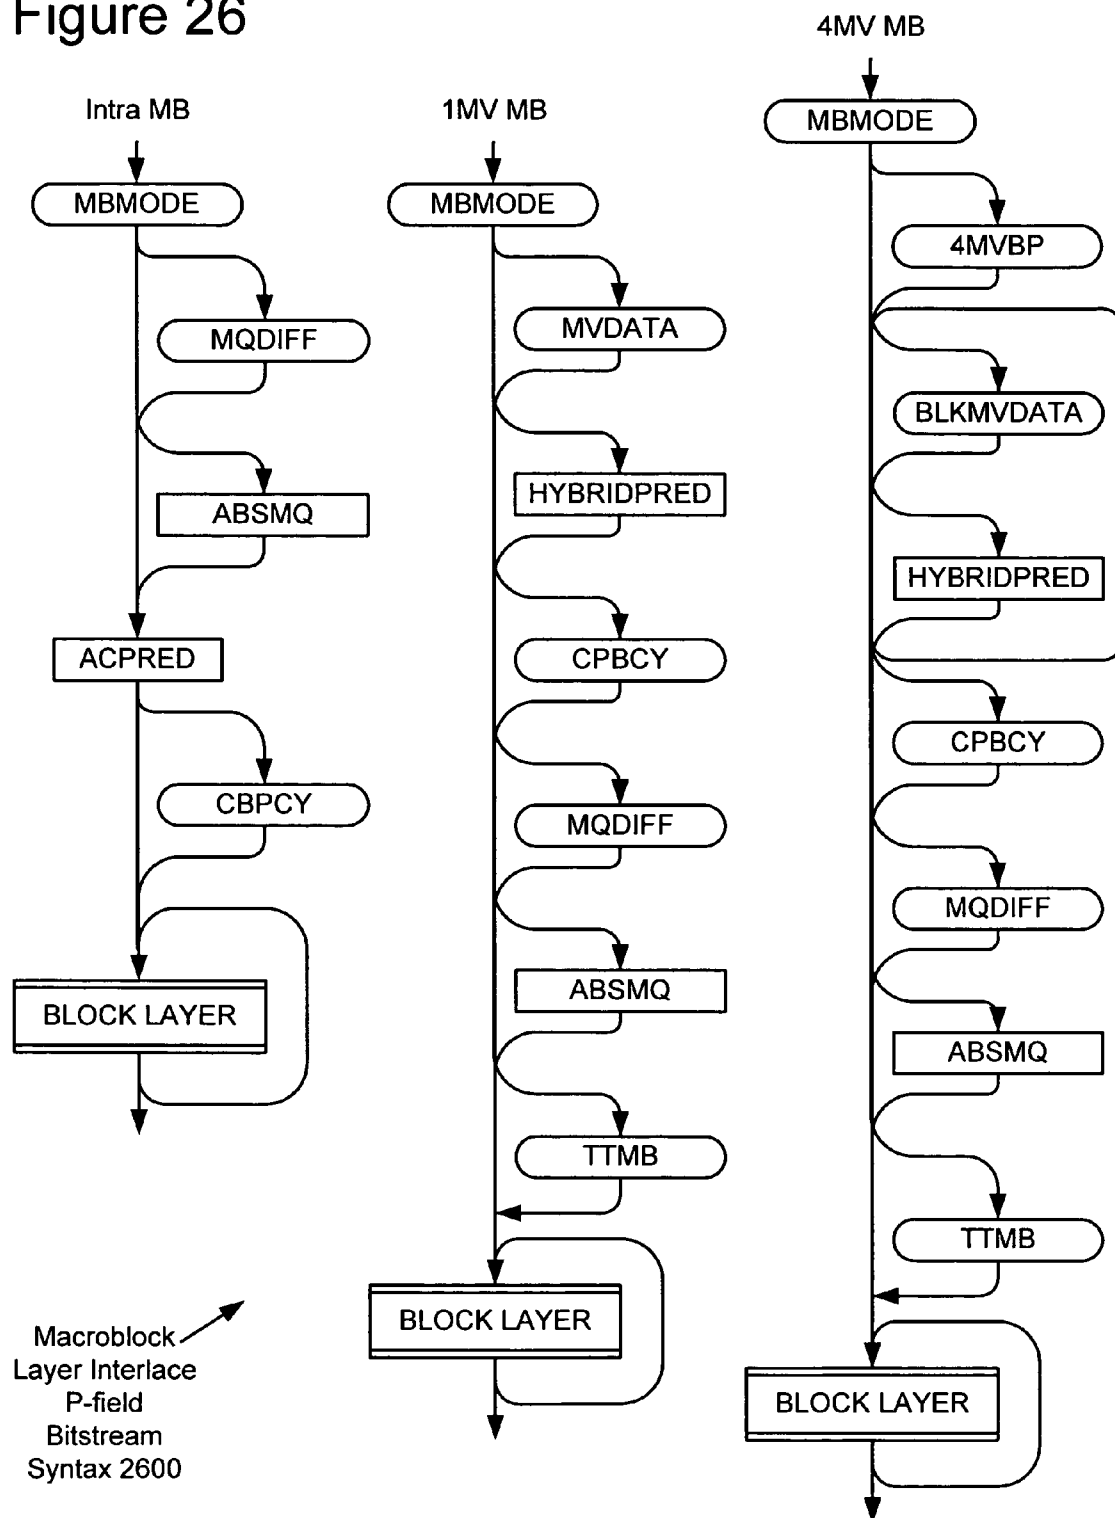 Figure 26
Intra MB
MBMODE
MQDIFF
ABSMQ
ACPRED
CBPCY
BLOCK LAYER
1MV MB
MBMODE
MVDATA
HYBRIDPRED
CPBCY
MQDIFF
ABSMQ
TTMB
BLOCK LAYER
4MV MB
MBMODE
4MVBP
BLKMVDATA
HYBRIDPRED
CPBCY
MQDIFF
ABSMQ
TTMB
BLOCK LAYER
Macroblock
Layer Interlace
P-field
Bitstream
Syntax 2600